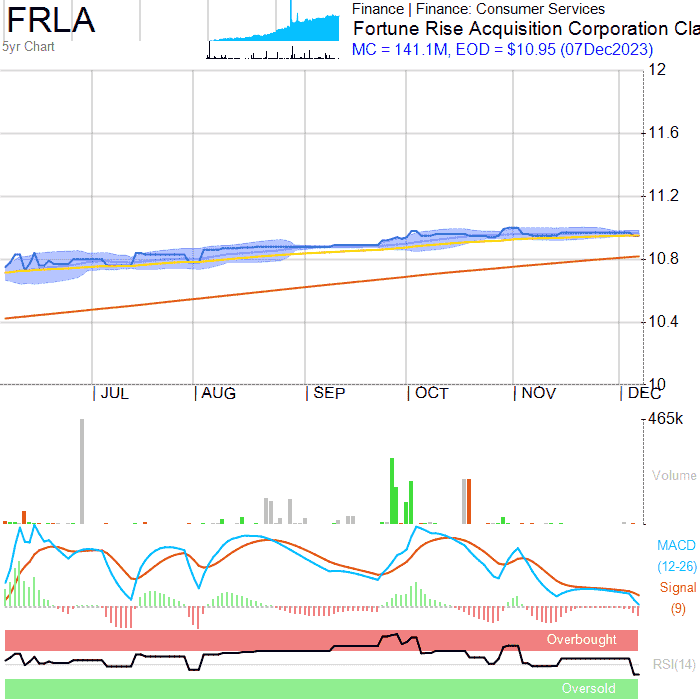 FRLA
5yr Chart
Finance | Finance: Consumer Services
Fortune Rise Acquisition Corporation Cla
MC = 141.1M, EOD = $10.95 (07Dec2023)
12
11.6
11.2
10.8
10.4
10
JUL AUG SEP OCT NOV DEC
465k
Volume
MACD
(12-26)
Signal
(9)
Overbought
RSI(14)
Oversold